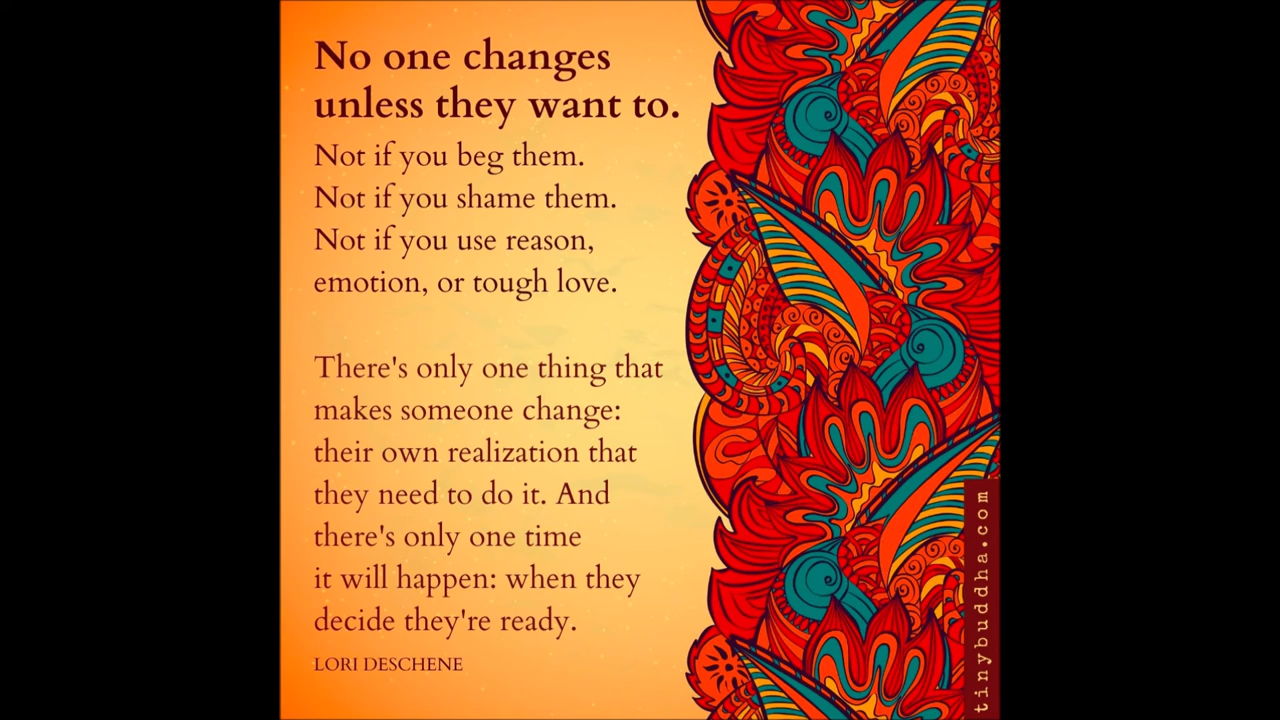 No one changes
unless they want to.
Not if you beg them.
Not if you shame them.
Not if you use reason,
emotion, or tough love.
There's only one thing that
makes someone change:
their own realization that
they need to do it. And
there's only one time
it will happen: when they
decide they're ready.
LORI DESCHENE
tinybuddha.com